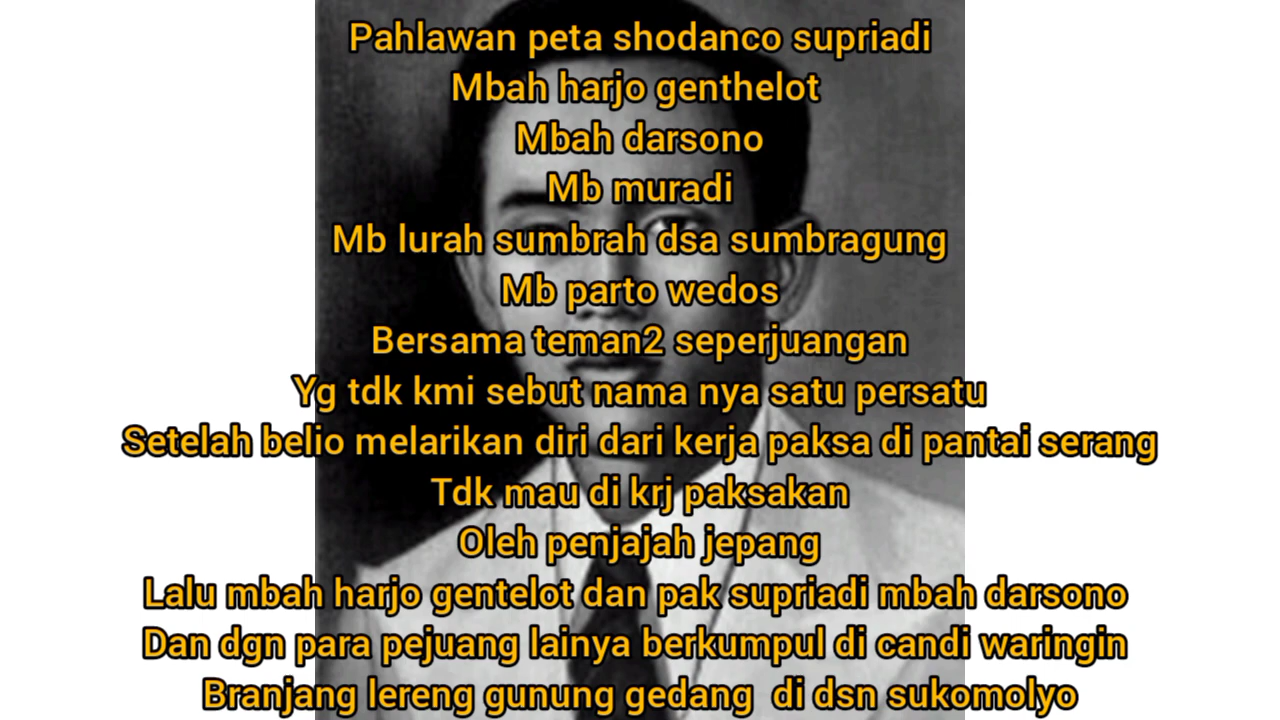 Pahlawan peta shodanco supriadi
Mbah harjo genthelot
Mbah darsono
Mb muradi
Mb lurah sumbrah dsa sumbragung
Mb parto wedos
Bersama teman2 seperjuangan
Yg tdk kmi sebut nama nya satu persatu
Setelah belio melarikan diri dari kerja paksa di pantai serang
Tdk mau di krj paksakan
Oleh penjajah jepang
Lalu mbah harjo gentelot dan pak supriadi mbah darsono
Dan dgn para pejuang lainya berkumpul di candi waringin
Branjang lereng gunung gedang di dsn sukomolyo